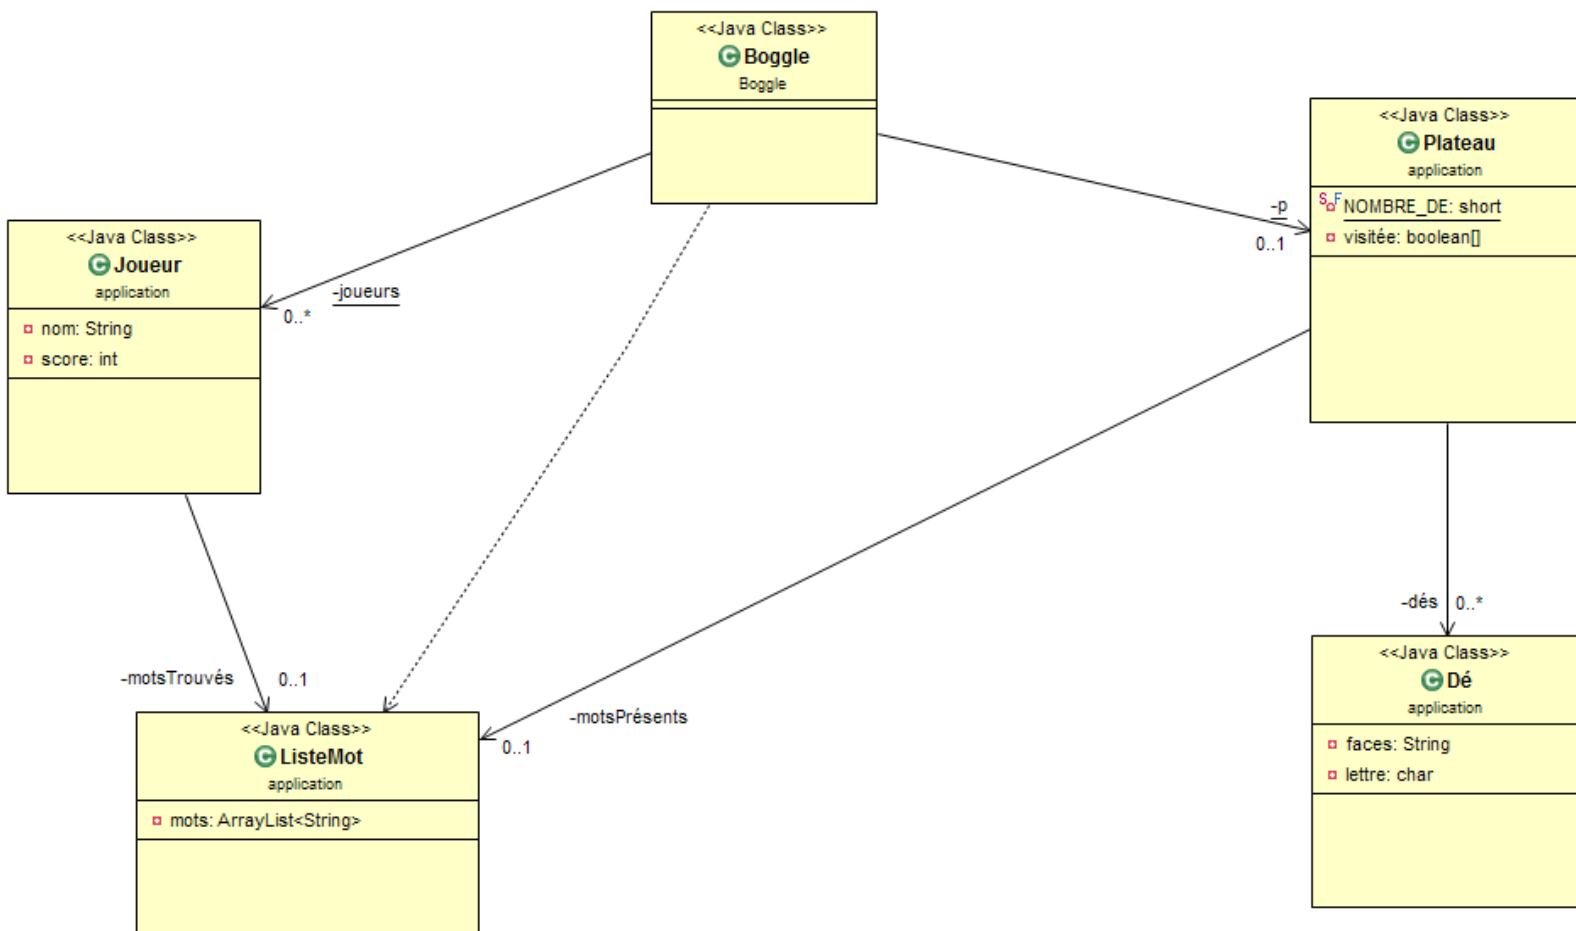 <<Java Class>>
Boggle
Boggle
<<Java Class>>
Plateau
application
NOMBRE_DE: short
visitée: boolean[]
-p
0..1
<<Java Class>>
Joueur
application
nom: String
score: int
-joueurs
0..*
-motsTrouvés
0..1
-motsPrésents
0..1
-dés
0..*
<<Java Class>>
ListeMot
application
mots: ArrayList<String>
<<Java Class>>
Dé
application
faces: String
lettre: char